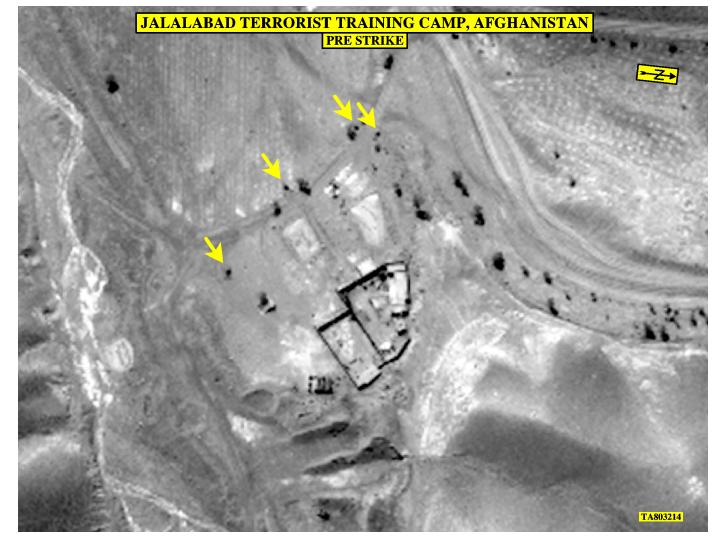 JALALABAD TERRORIST TRAINING CAMP, AFGHANISTAN
PRE STRIKE
N
TA803214